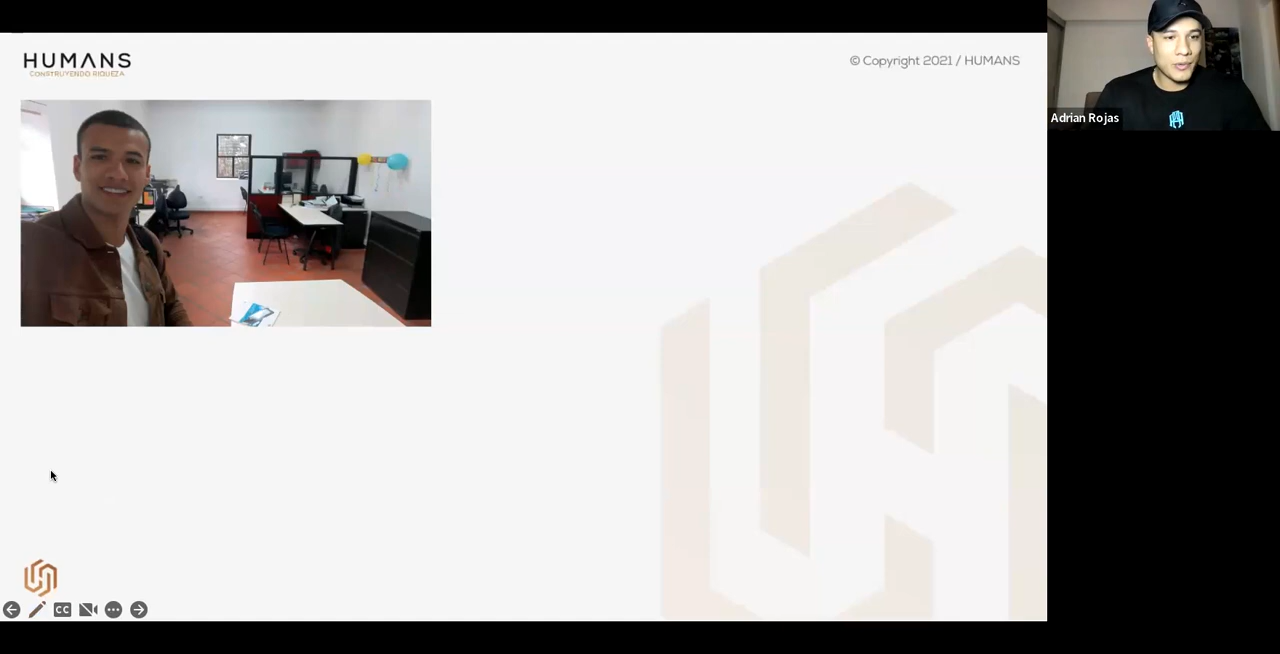 HUMANS
CONSTRUYENDO RIQUEZA
© Copyright 2021 / HUMANS
Adrian Rojas
CC